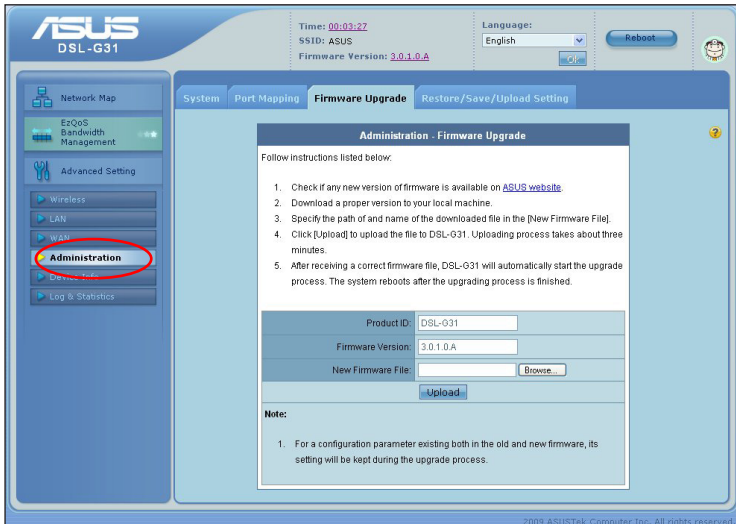 ASUS
DSL-G31
Time: 00:03:27
SSID: ASUS
Firmware Version: 3.0.1.0.A
Language:
English
OK
Reboot
Network Map
EzQoS
Bandwidth
Management
Advanced Setting
Wireless
LAN
WAN
Administration
Device Info
Log & Statistics
System
Port Mapping
Firmware Upgrade
Restore/Save/Upload Setting
Administration - Firmware Upgrade
Follow instructions listed below:
1. Check if any new version of firmware is available on ASUS website.
2. Download a proper version to your local machine.
3. Specify the path of and name of the downloaded file in the [New Firmware File].
4. Click [Upload] to upload the file to DSL-G31. Uploading process takes about three
minutes.
5. After receiving a correct firmware file, DSL-G31 will automatically start the upgrade
process. The system reboots after the upgrading process is finished.
Product ID: DSL-G31
Firmware Version: 3.0.1.0.A
New Firmware File: Browse...
Upload
Note:
1. For a configuration parameter existing both in the old and new firmware, its
setting will be kept during the upgrade process.
2009 ASUSTek Computer Inc. All rights reserved